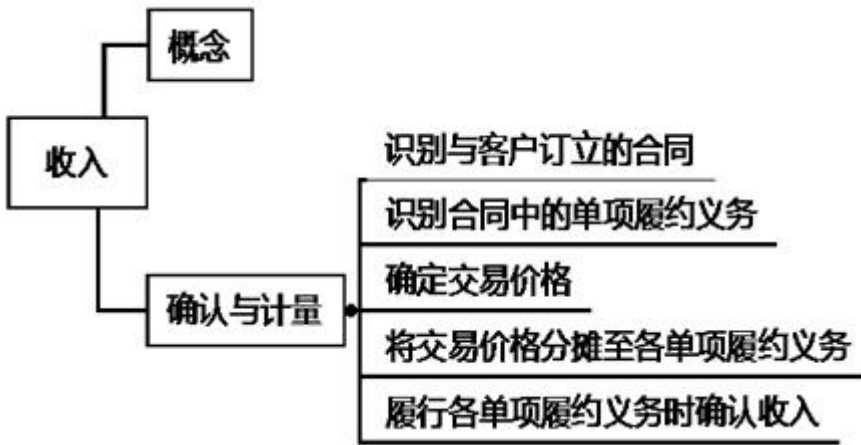 概念
收入
识别与客户订立的合同
识别合同中的单项履约义务
确定交易价格
确认与计量
将交易价格分摊至各单项履约义务
履行各单项履约义务时确认收入